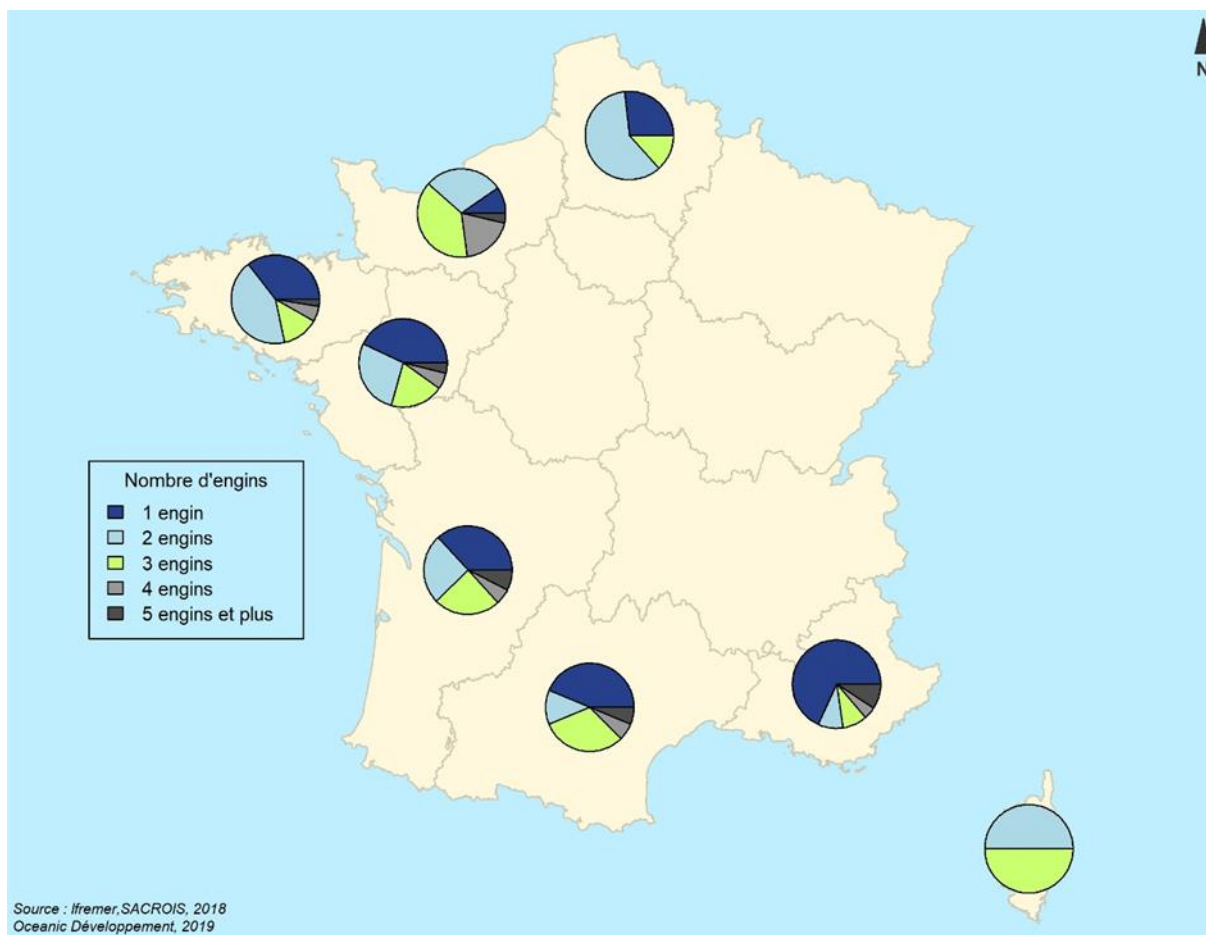 N
Nombre d'engins
1 engin
2 engins
3 engins
4 engins
5 engins et plus
Source : Ifremer,SACROIS, 2018
Oceanic Développement, 2019